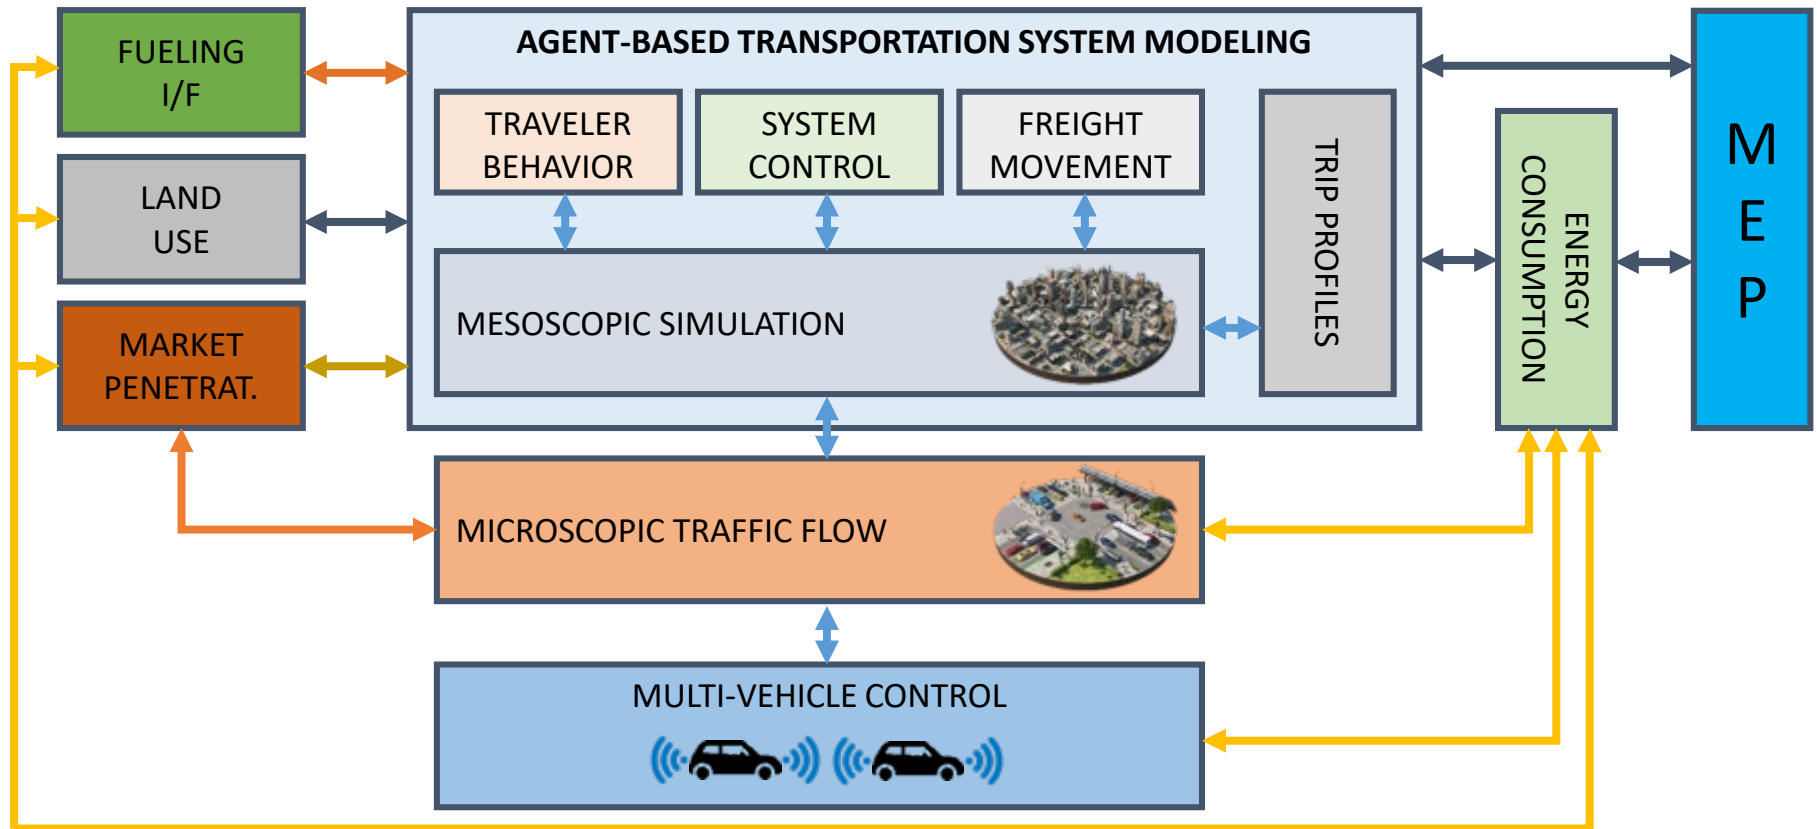 FUELING
I/F
LAND
USE
MARKET
PENETRAT.
AGENT-BASED TRANSPORTATION SYSTEM MODELING
TRAVELER
BEHAVIOR
SYSTEM
CONTROL
FREIGHT
MOVEMENT
MESOSCOPIC SIMULATION
TRIP PROFILES
MICROSCOPIC TRAFFIC FLOW
MULTI-VEHICLE CONTROL
ENERGY
CONSUMPTION
M
E
P